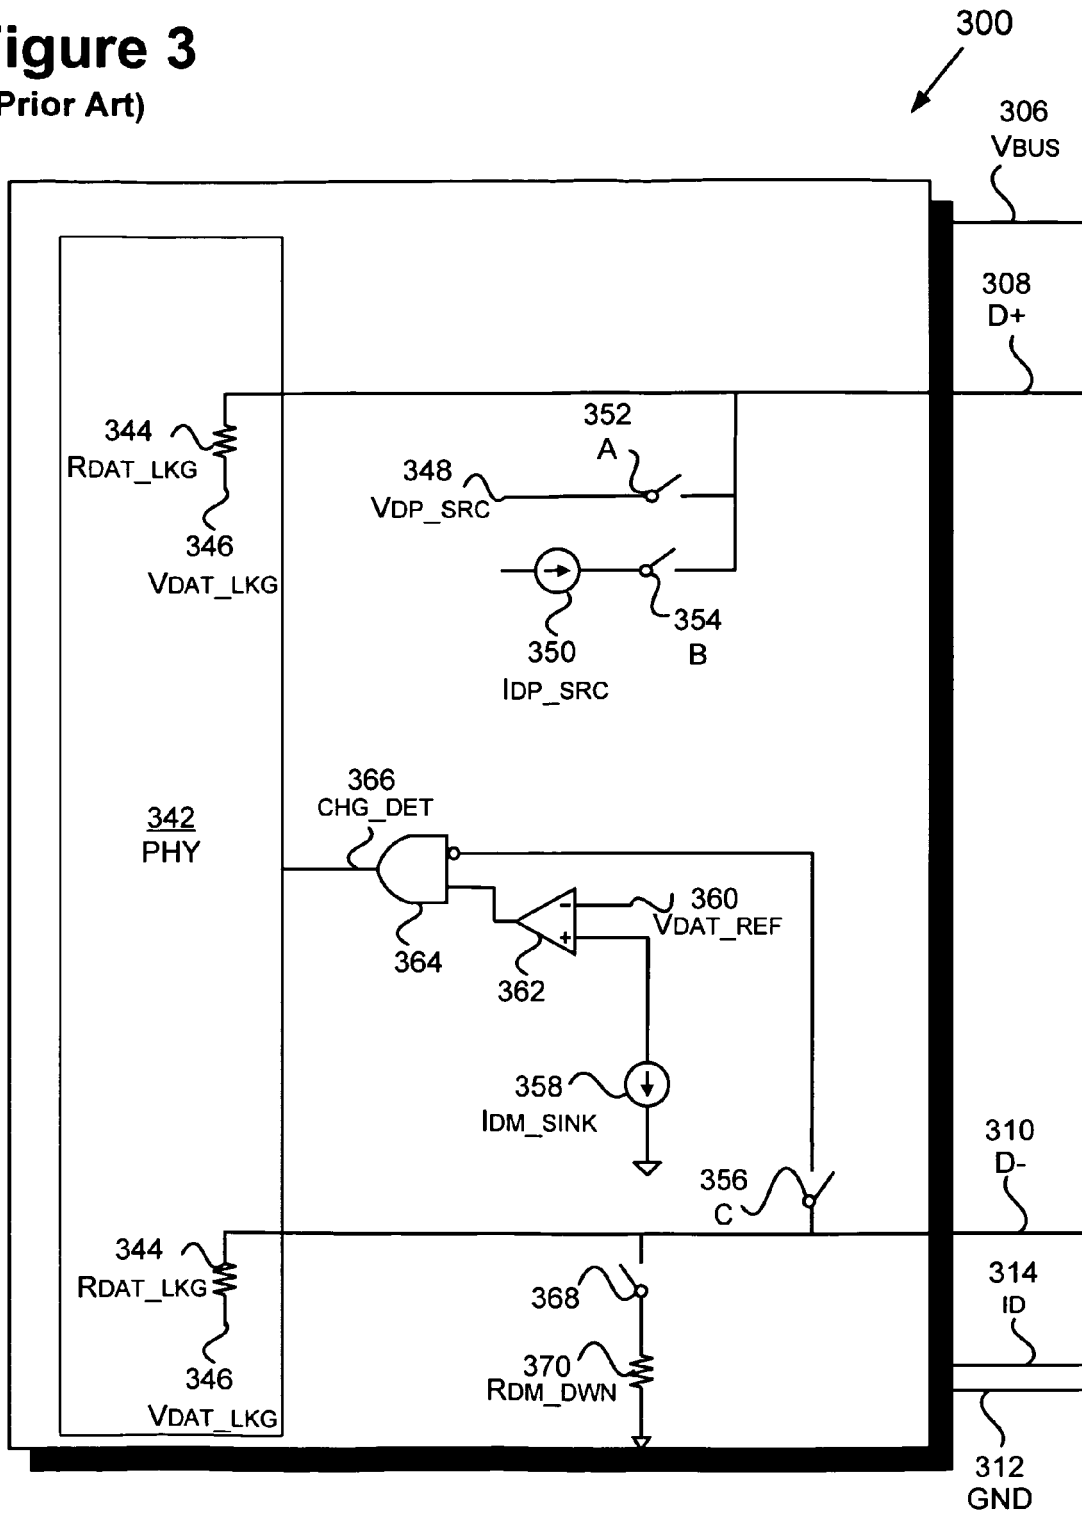 igure 3
Prior Art)
300
306
VBUS
308
D+
344
RDAT_LKG
346
VDAT_LKG
352
A
348
VDP_SRC
354
B
350
IDP_SRC
366
CHG_DET
342
PHY
364
362
-
+
360
VDAT_REF
358
IDM_SINK
356
C
310
D-
344
RDAT_LKG
346
VDAT_LKG
368
370
RDM_DWN
314
ID
312
GND